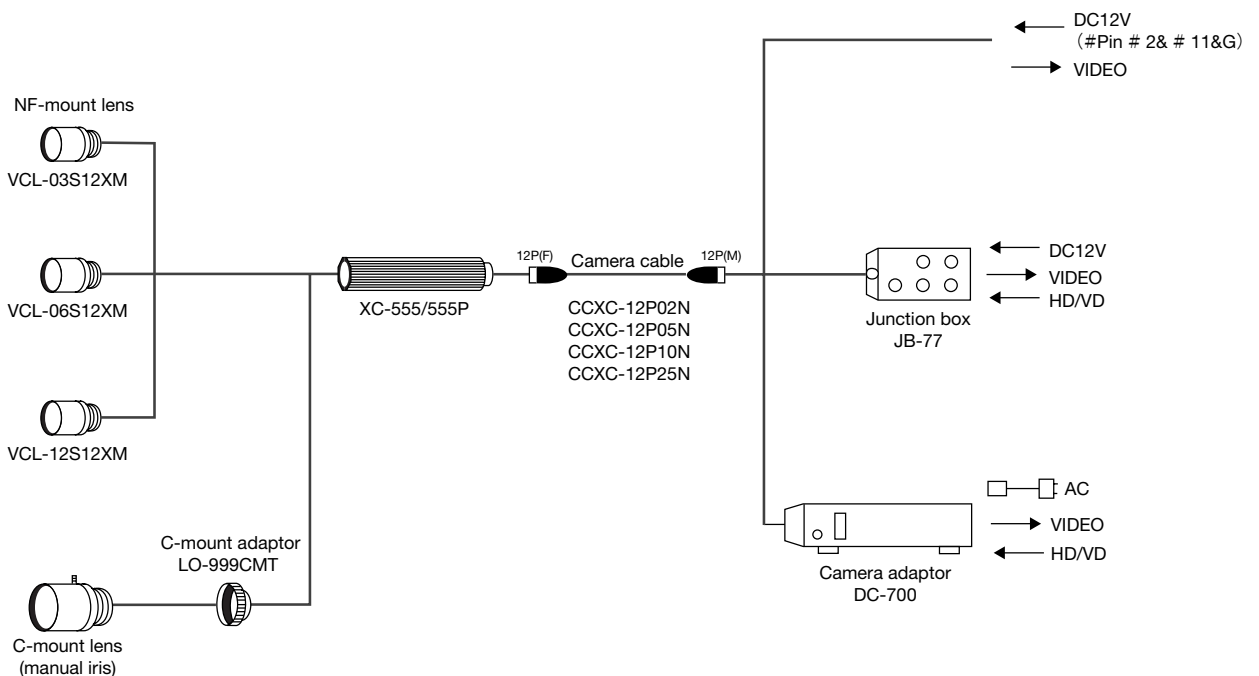 DC12V
（#Pin # 2& # 11&G)
VIDEO
NF-mount lens
VCL-03S12XM
VCL-06S12XM
VCL-12S12XM
C-mount adaptor
LO-999CMT
C-mount lens
(manual iris)
XC-555/555P
12P(F)
Camera cable
12P(M)
CCXC-12P02N
CCXC-12P05N
CCXC-12P10N
CCXC-12P25N
Junction box
JB-77
DC12V
VIDEO
HD/VD
Camera adaptor
DC-700
AC
VIDEO
HD/VD